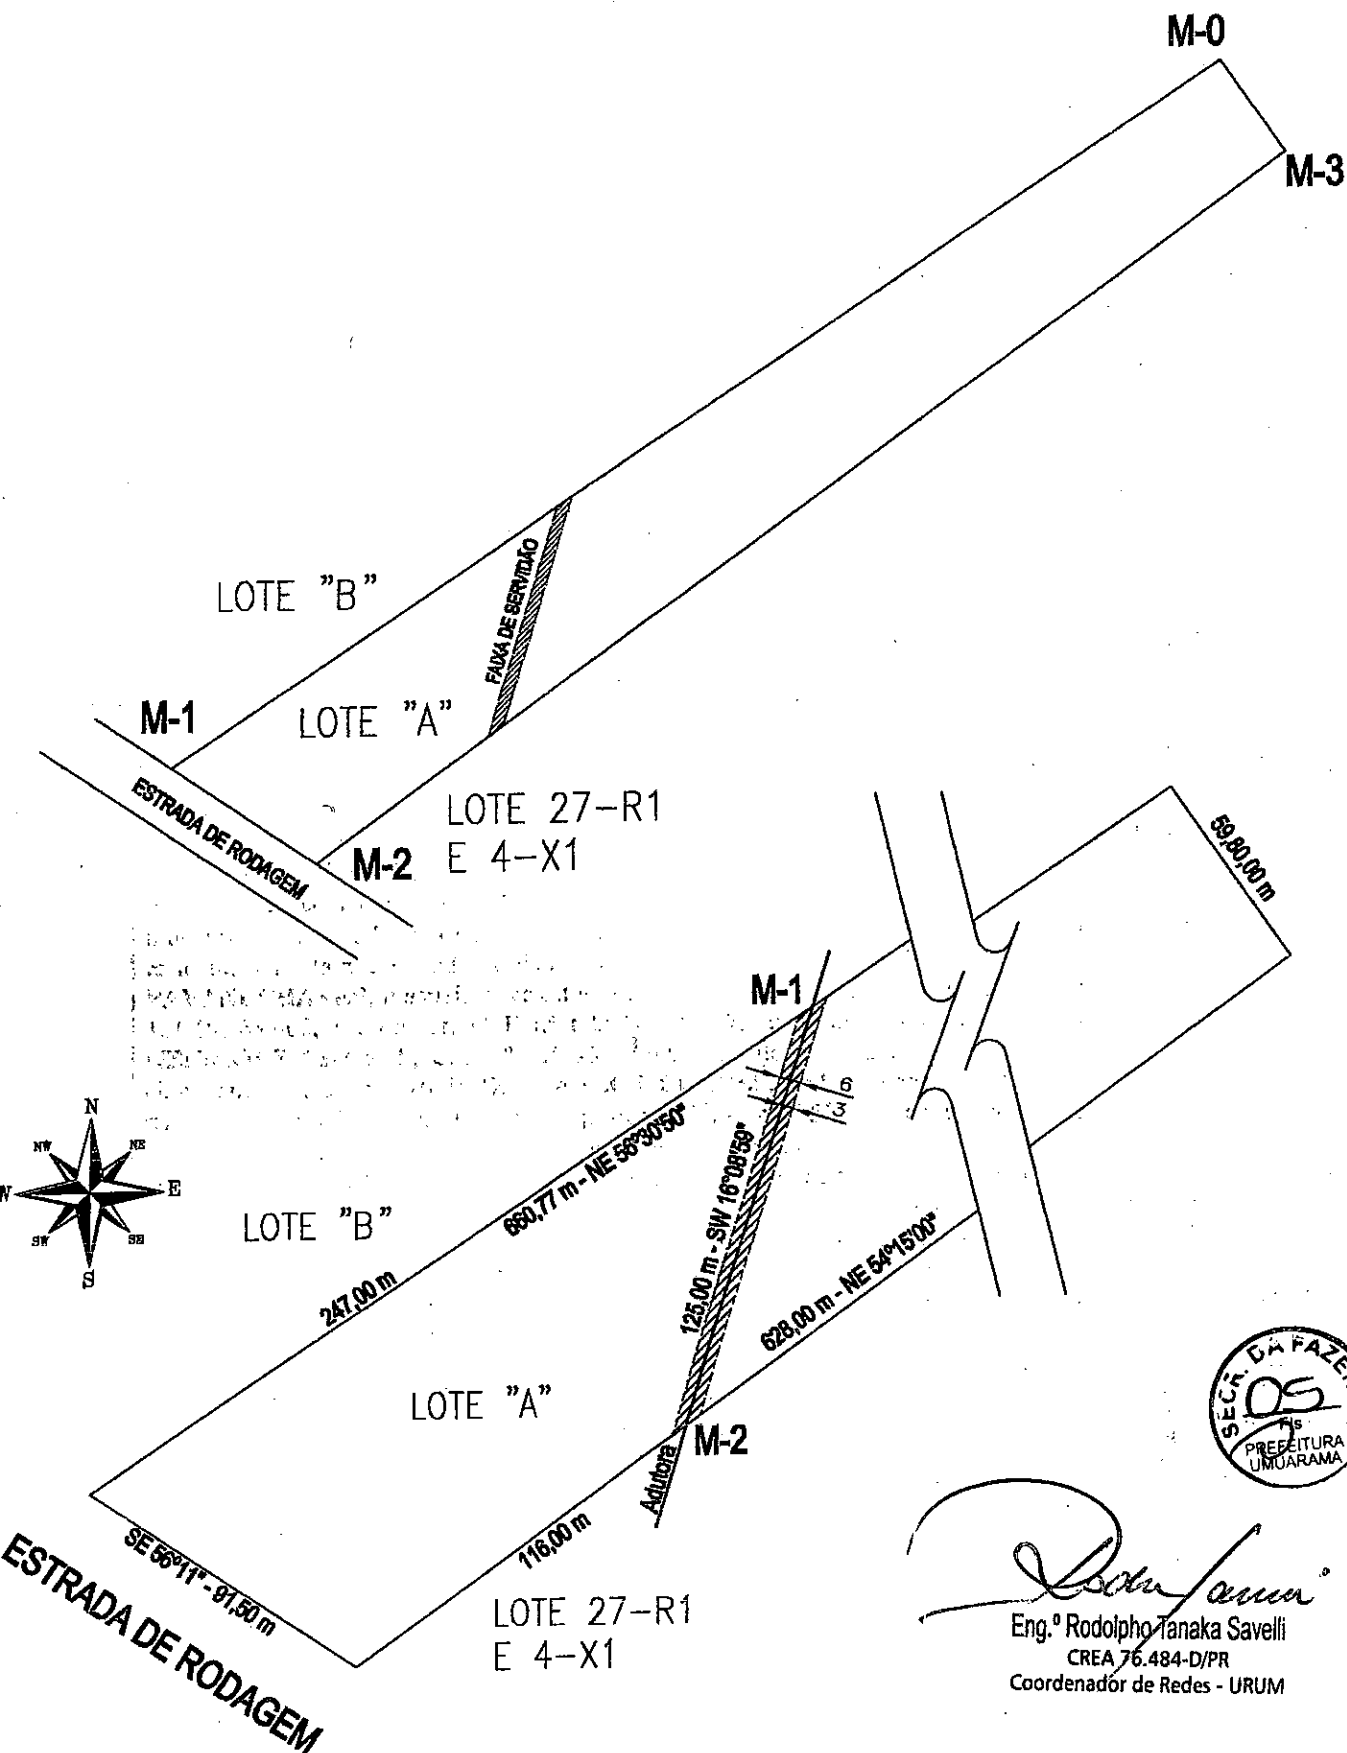 M-0
M-3
FAIXA DE SERVIDÃO
LOTE "B"
M-1
LOTE "A"
ESTRADA DE RODAGEM
LOTE 27-R1
M-2
E 4-X1
59,80,00 m
M-1
6
3
N
NW
NE
E
SW
SE
S
660,77 m - NE 56°30'50"
125,00 m - SW 16°08'59"
LOTE "B"
247,00 m
628,00 m - NE 54°15'00"
LOTE "A"
M-2
Adutora
SE 56°11" - 91,50 m
116,00 m
ESTRADA DE RODAGEM
LOTE 27-R1
E 4-X1
SECR. DA FAZE
05
Fls
PREFEITURA
UMUARAMA
Eng.º Rodolpho Tanaka Savelli
CREA 76.484-D/PR
Coordenador de Redes - URUM